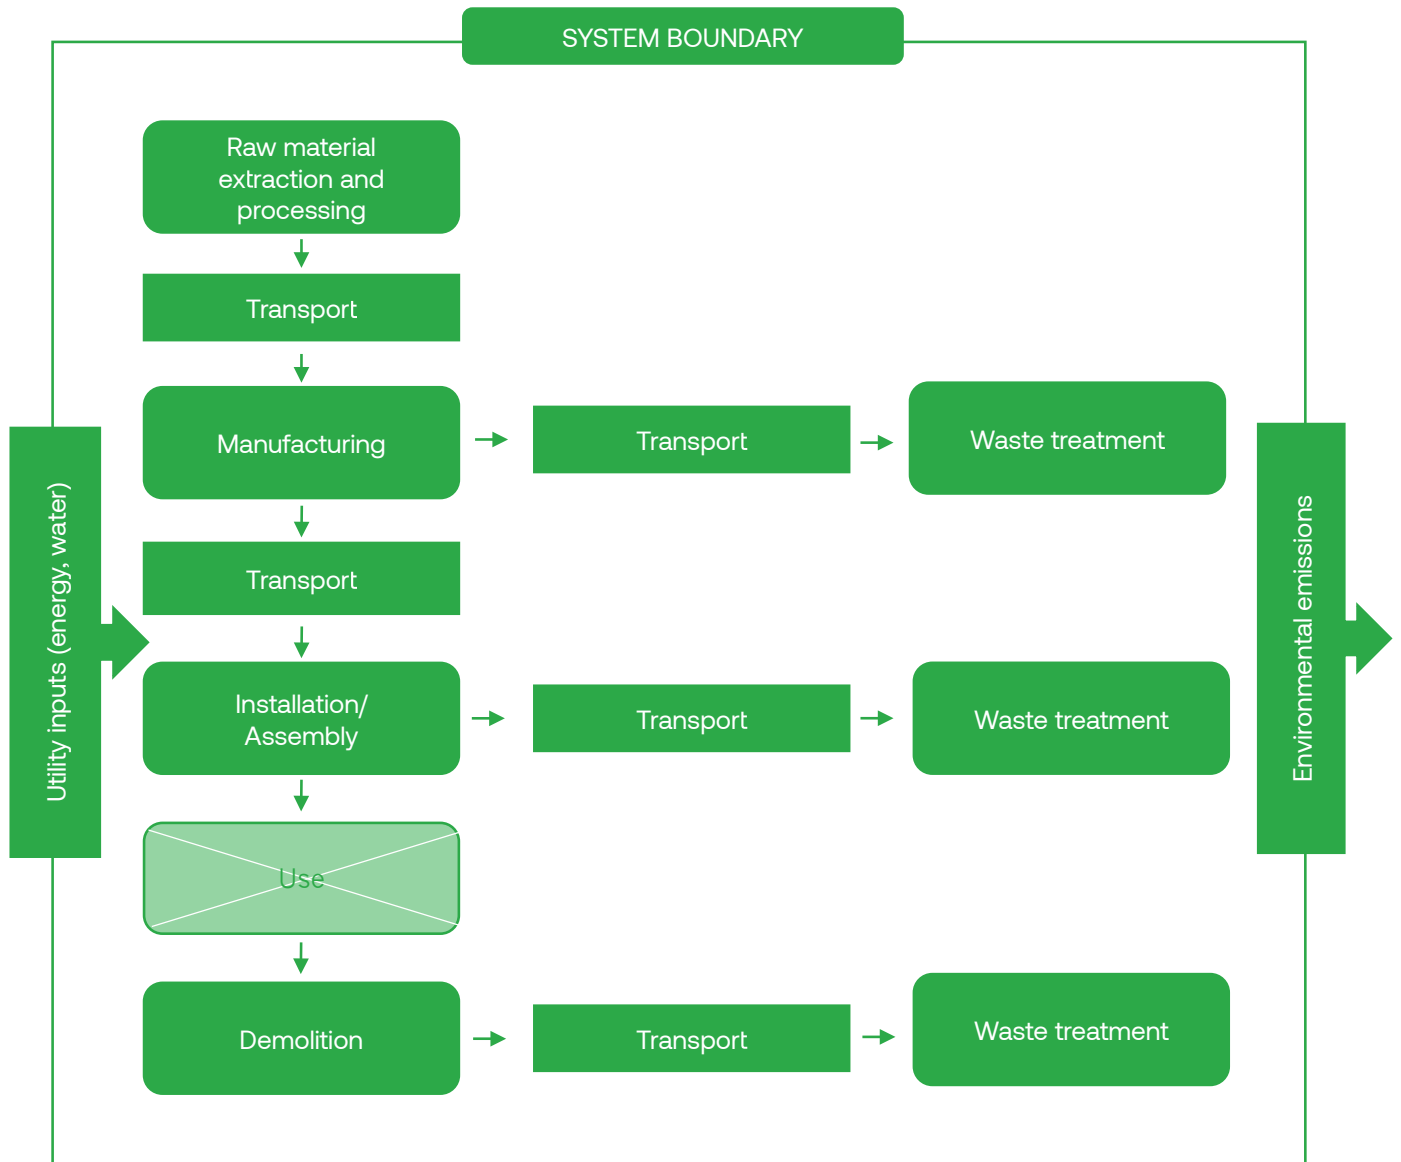 SYSTEM BOUNDARY
Raw material
extraction and
processing
Transport
Manufacturing
Transport
Waste treatment
Transport
Installation/
Assembly
Transport
Waste treatment
Use
Demolition
Transport
Waste treatment
Utility inputs (energy, water)
Environmental emissions